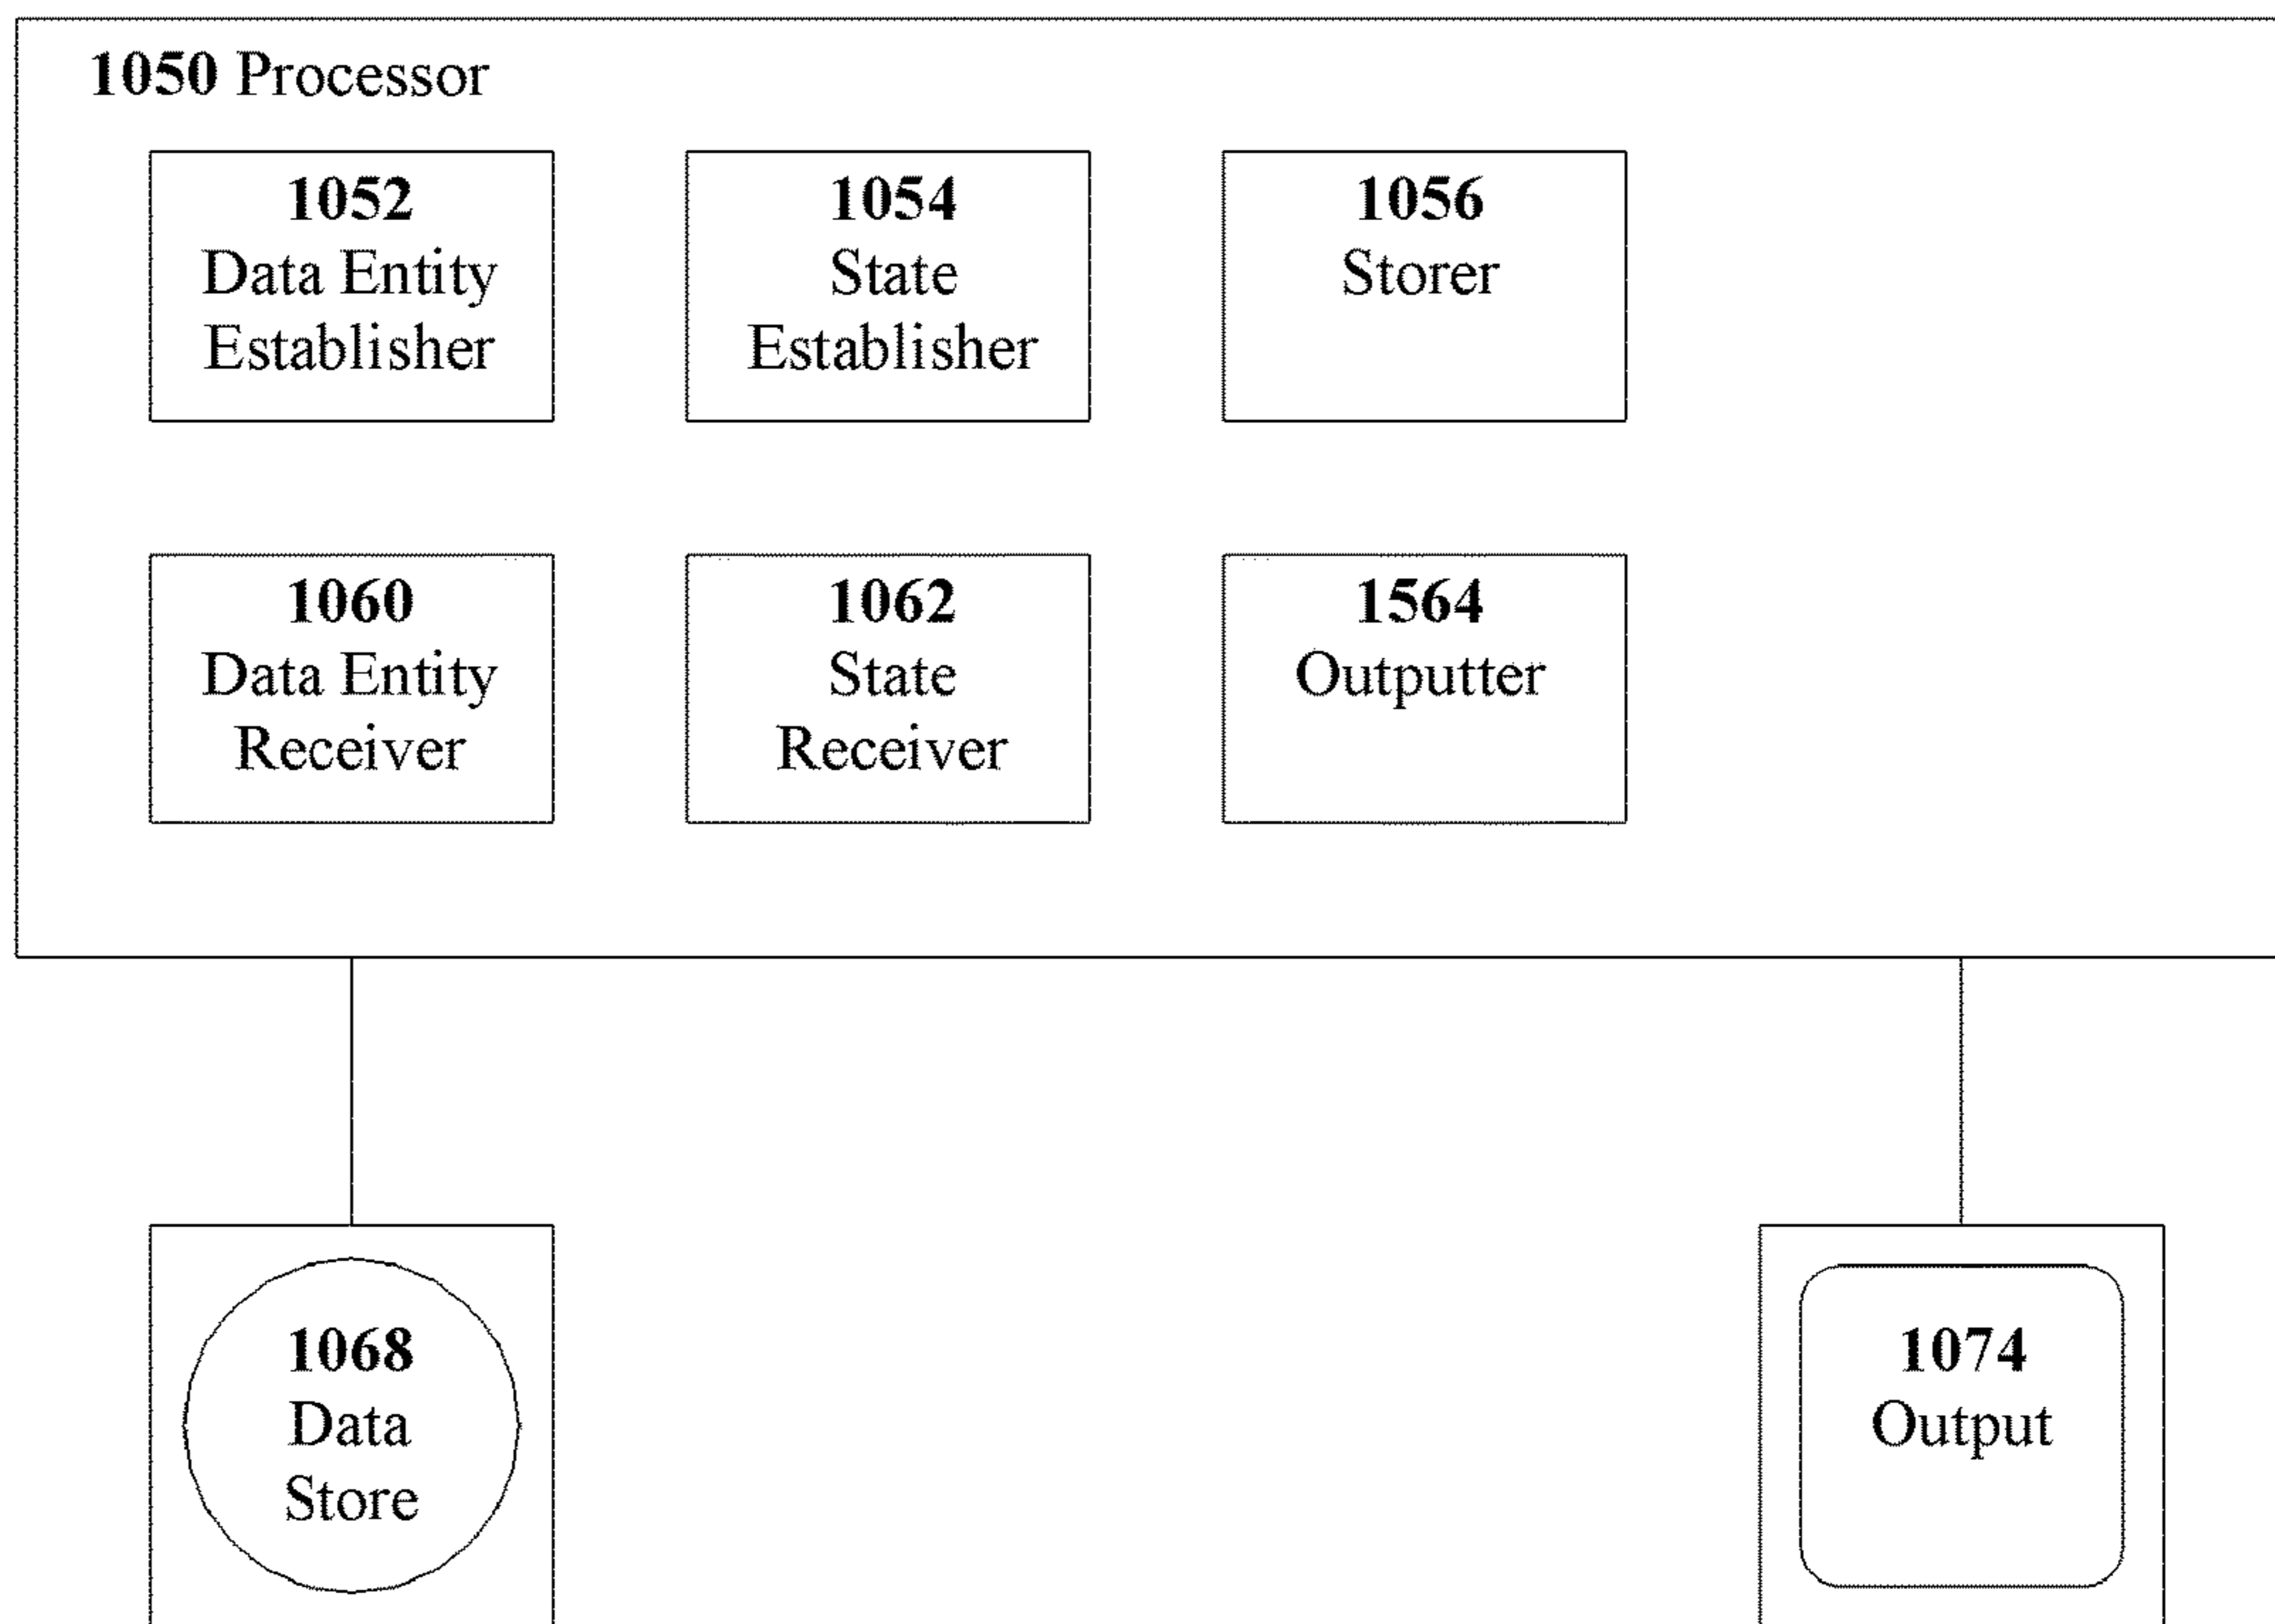 1050 Processor
1052
Data Entity
Establisher
1054
State
Establisher
1056
Storer
1060
Data Entity
Receiver
1062
State
Receiver
1564
Outputter
1068
Data
Store
1074
Output